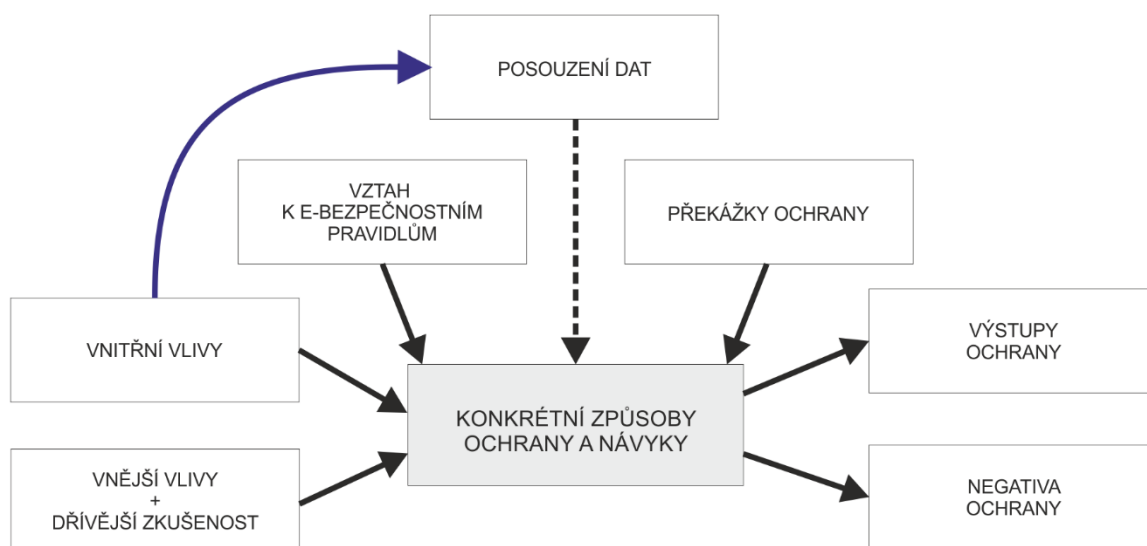 POSOUZENÍ DAT
VZTAH
K E-BEZPEČNOSTNÍM
PRAVIDLŮM
PŘEKÁŽKY OCHRANY
VNITŘNÍ VLIVY
VÝSTUPY
OCHRANY
KONKRÉTNÍ ZPŮSOBY
OCHRANY A NÁVYKY
VNĚJŠÍ VLIVY
+
DŘÍVĚJŠÍ ZKUŠENOST
NEGATIVA
OCHRANY